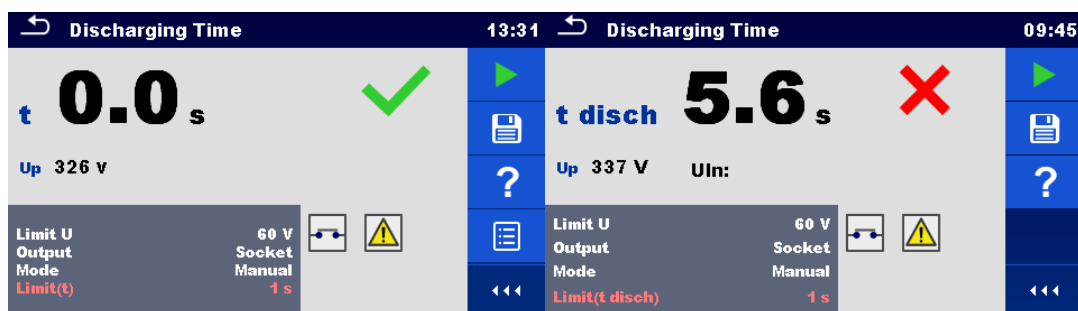 Discharging Time 13:31
t 0.0 s
Up 326 V
?
Limit U 60 V
Output Socket
Mode Manual
Limit(t) 1 s
Discharging Time 09:45
t disch 5.6 s
Up 337 V UIn:
?
Limit U 60 V
Output Socket
Mode Manual
Limit(t disch) 1 s